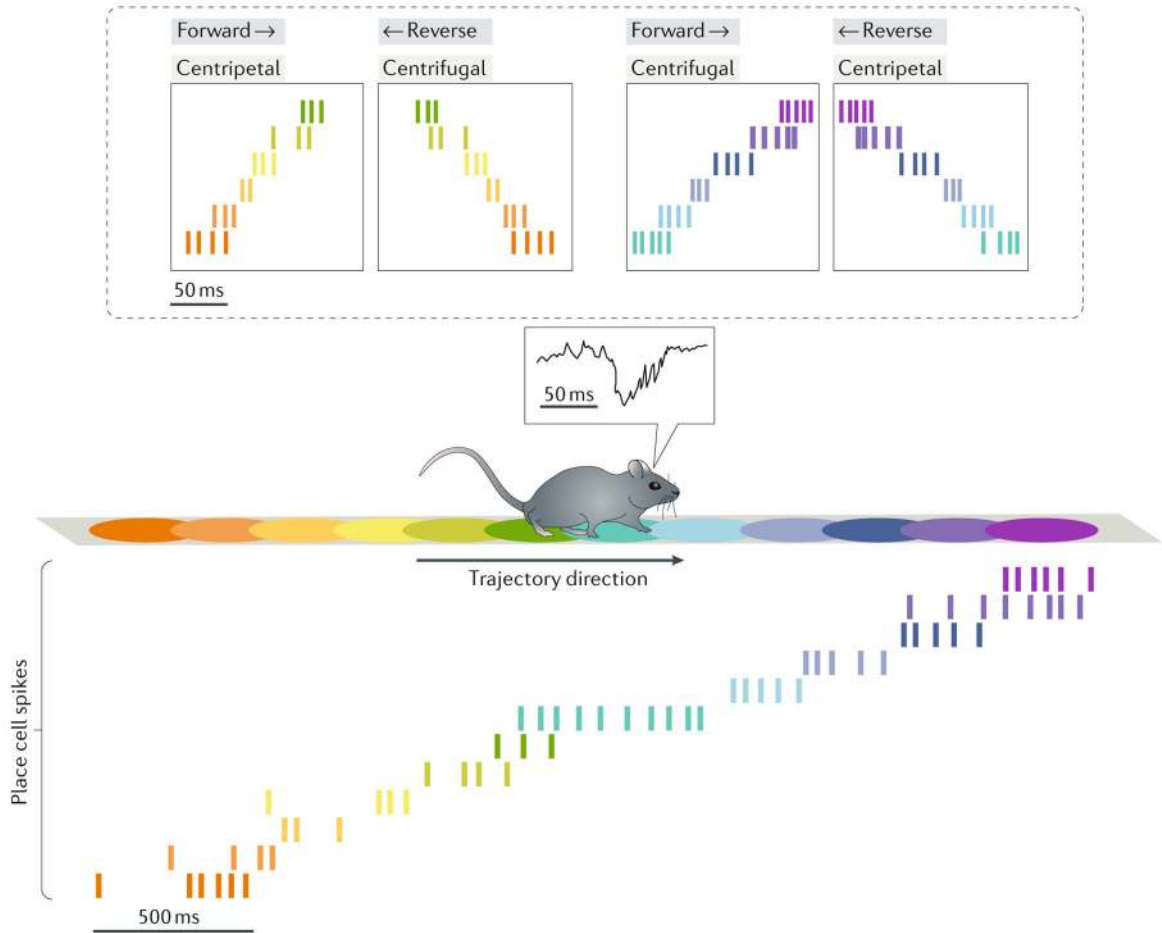 Forward →
← Reverse
Forward →
← Reverse
Centripetal
Centrifugal
Centrifugal
Centripetal
50 ms
50 ms
Trajectory direction
Place cell spikes
500 ms